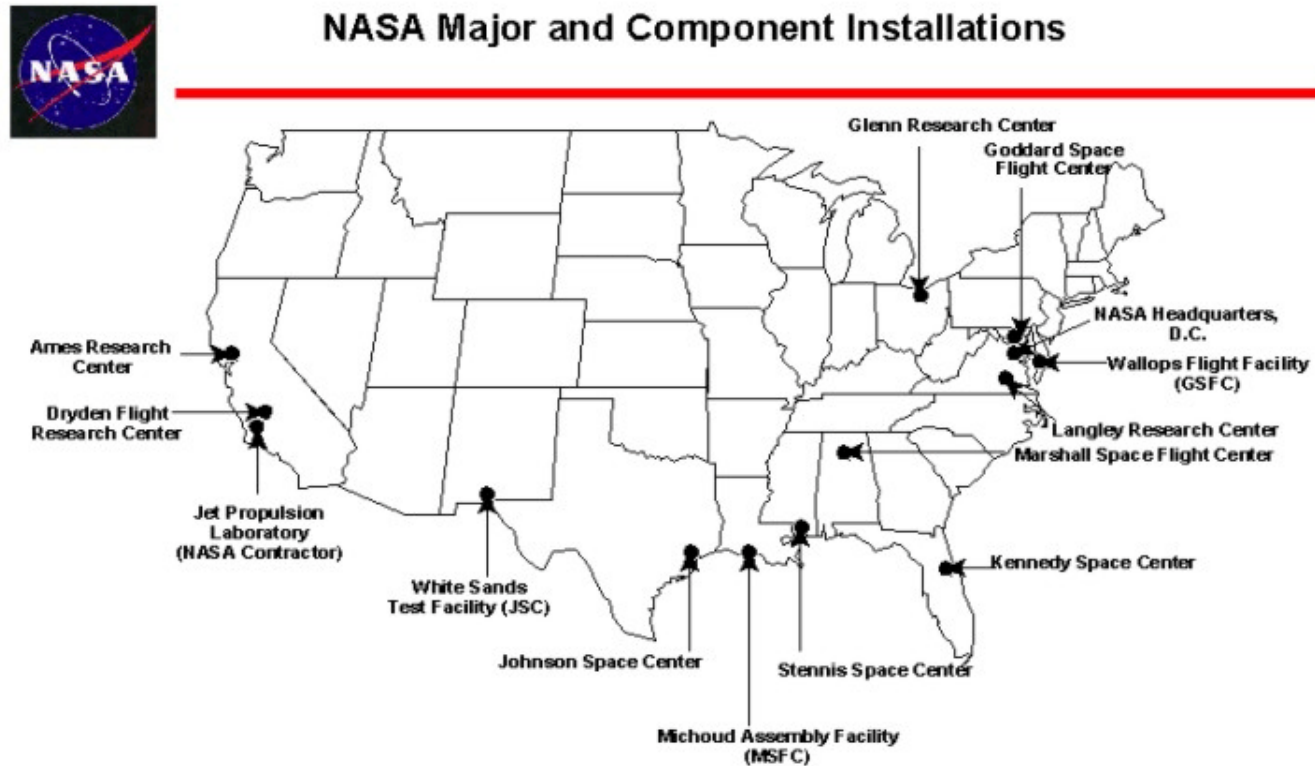 NASA Major and Component Installations
NASA
Glenn Research Center
Goddard Space
Flight Center
NASA Headquarters,
D.C.
Ames Research
Center
Wallops Flight Facility
(GSFC)
Dryden Flight
Research Center
Langley Research Center
Marshall Space Flight Center
Jet Propulsion
Laboratory
(NASA Contractor)
Kennedy Space Center
White Sands
Test Facility (JSC)
Johnson Space Center
Stennis Space Center
Michoud Assembly Facility
(MSFC)